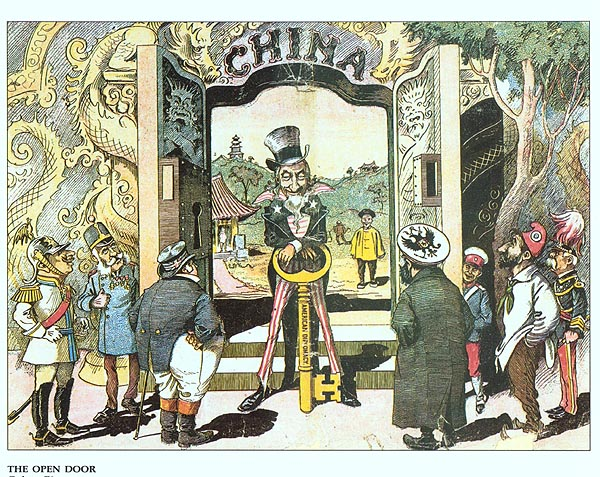 CHINA
AMERICAN DIPLOMACY
THE OPEN DOOR